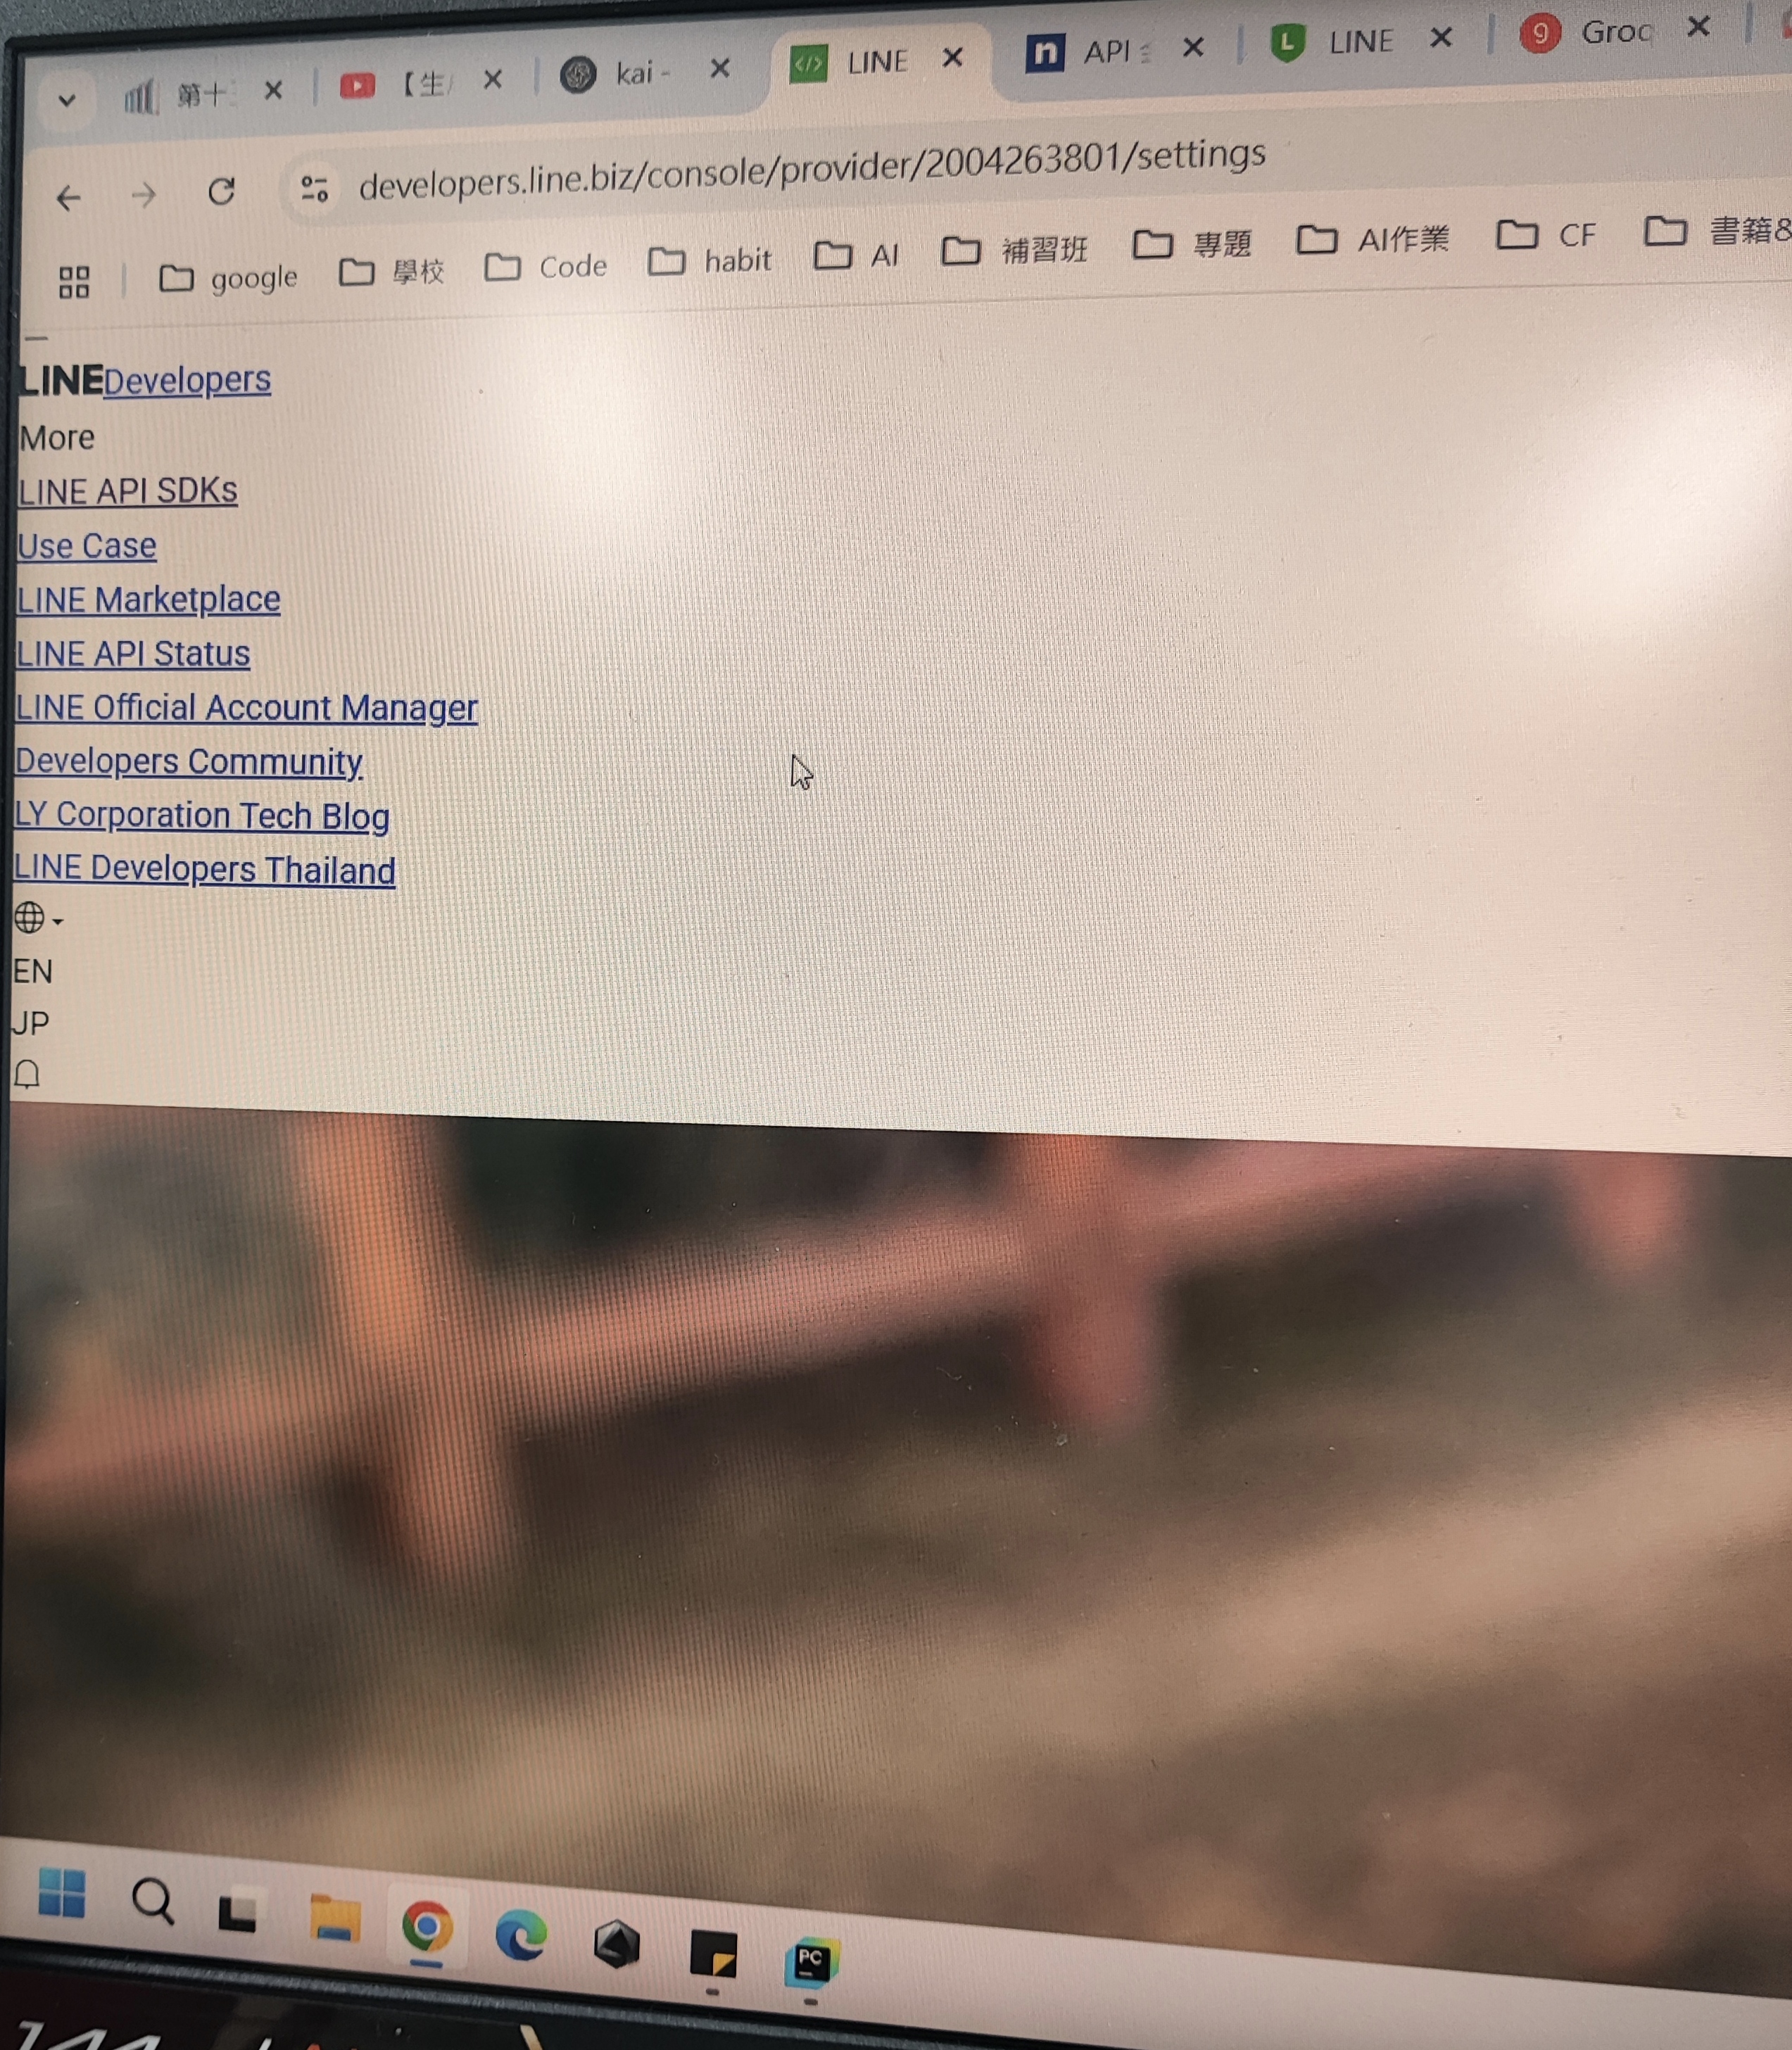 第十 【生 kai - LINE API LINE Groq
developers.line.biz/console/provider/2004263801/settings
google 學校 Code habit AI 補習班 專題 AI作業 CF 書籍&
LINEDevelopers
More
LINE API SDKs
Use Case
LINE Marketplace
LINE API Status
LINE Official Account Manager
Developers Community
LY Corporation Tech Blog
LINE Developers Thailand
EN
JP
PC